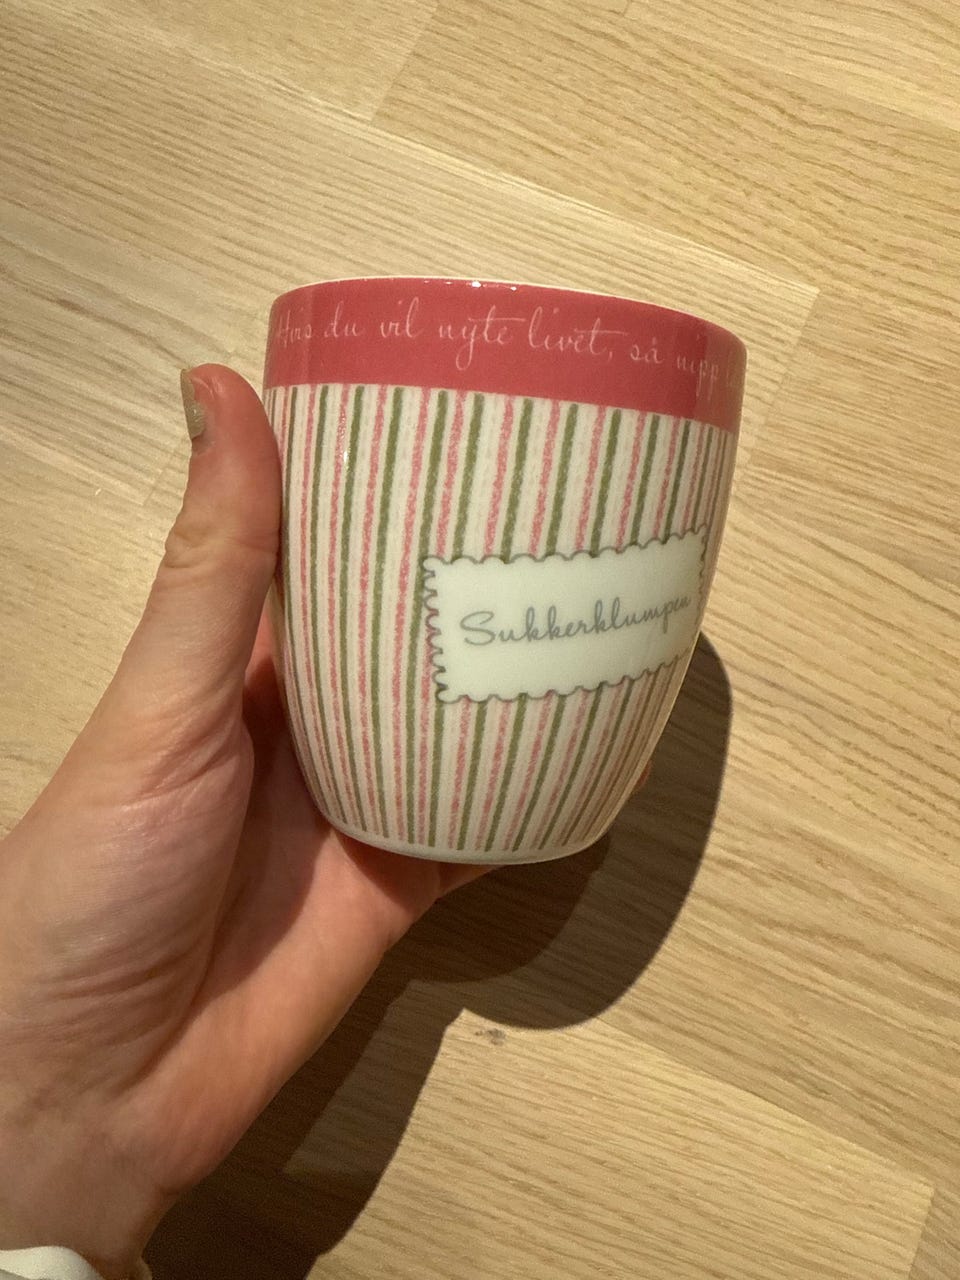 Hvis du vil nyte livet, så nipp
Sukkerklumpen